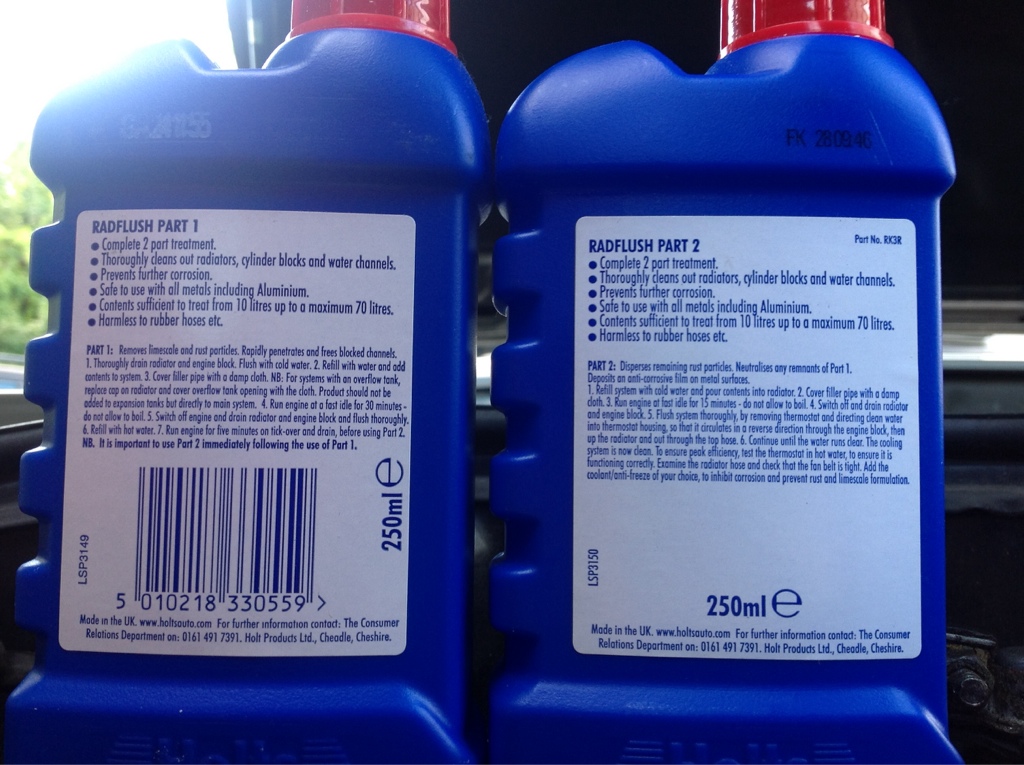 RADFLUSH PART 1
● Complete 2 part treatment.
● Thoroughly cleans out radiators, cylinder blocks and water channels.
● Prevents further corrosion.
● Safe to use with all metals including Aluminium.
● Contents sufficient to treat from 10 litres up to a maximum 70 litres.
● Harmless to rubber hoses etc.
PART 1: Removes limescale and rust particles. Rapidly penetrates and frees blocked channels.
1. Thoroughly drain radiator and engine block. Flush with cold water. 2. Refill with water and add
contents to system. 3. Cover filler pipe with a damp cloth. NB: For systems with an overflow tank,
replace cap on radiator and cover overflow tank opening with the cloth. Product should not be
added to expansion tanks but directly to main system. 4. Run engine at a fast idle for 30 minutes -
do not allow to boil. 5. Switch off engine and drain radiator and engine block and flush thoroughly.
6. Refill with hot water. 7. Run engine for five minutes on tick-over and drain, before using Part 2.
NB. It is important to use Part 2 immediately following the use of Part 1.
250ml e
LSP3149
5 010218 330559 >
Made in the UK. www.holtsauto.com For further information contact: The Consumer
Relations Department on: 0161 491 7391. Holt Products Ltd., Cheadle, Cheshire.
FK 2809:46
RADFLUSH PART 2
Part No. RK3R
● Complete 2 part treatment.
● Thoroughly cleans out radiators, cylinder blocks and water channels.
● Prevents further corrosion.
● Safe to use with all metals including Aluminium.
● Contents sufficient to treat from 10 litres up to a maximum 70 litres.
● Harmless to rubber hoses etc.
PART 2: Disperses remaining rust particles. Neutralises any remnants of Part 1.
Deposits an anti-corrosive film on metal surfaces.
1. Refill system with cold water and pour contents into radiator. 2. Cover filler pipe with a damp
cloth. 3. Run engine at fast idle for 15 minutes - do not allow to boil. 4. Switch off and drain radiator
and engine block. 5. Flush system thoroughly, by removing thermostat and directing clean water
into thermostat housing, so that it circulates in a reverse direction through the engine block, then
up the radiator and out through the top hose. 6. Continue until the water runs clear. The cooling
system is now clean. To ensure peak efficiency, test the thermostat in hot water, to ensure it is
functioning correctly. Examine the radiator hose and check that the fan belt is tight. Add the
coolant/anti-freeze of your choice, to inhibit corrosion and prevent rust and limescale formulation.
LSP3150
250ml e
Made in the UK. www.holtsauto.com For further information contact: The Consumer
Relations Department on: 0161 491 7391. Holt Products Ltd., Cheadle, Cheshire.